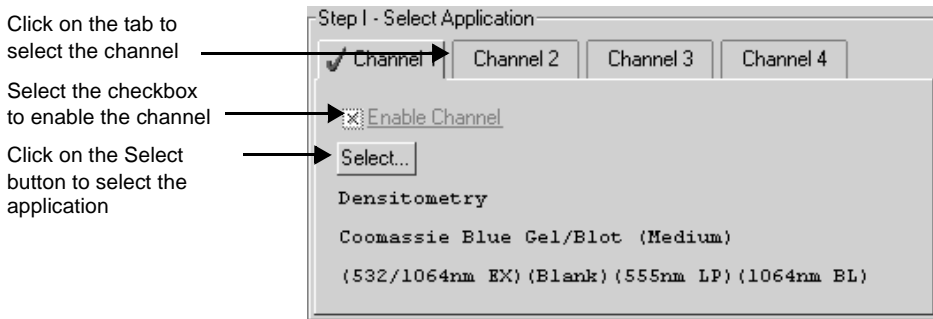 Click on the tab to
select the channel
Select the checkbox
to enable the channel
Click on the Select
button to select the
application
Step I - Select Application
Channel 1 Channel 2 Channel 3 Channel 4
Enable Channel
Select...
Densitometry
Coomassie Blue Gel/Blot (Medium)
(532/1064nm EX)(Blank)(555nm LP)(1064nm BL)